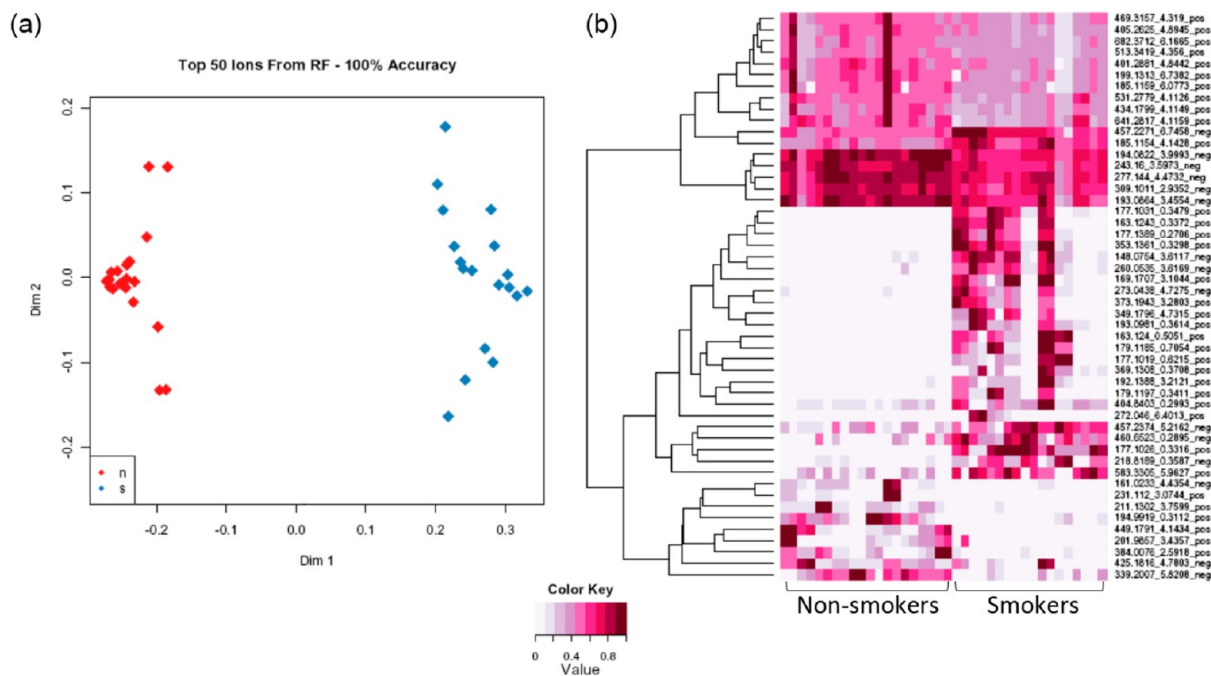 (a)
Top 50 Ions From RF - 100% Accuracy
0.2
0.1
0.0
-0.1
-0.2
Dim 2
n
s
-0.2
-0.1
0.0
0.1
0.2
0.3
Dim 1
(b)
469.3157_4.319_pos
405.2625_4.8945_pos
682.3712_6.1665_pos
513.3419_4.356_pos
401.2881_4.8442_pos
199.1313_6.7382_pos
185.1159_6.0773_pos
531.2779_4.1126_pos
434.1799_4.1149_pos
641.2817_4.1159_pos
457.2271_6.7458_neg
185.1154_4.1428_pos
194.0822_3.9993_neg
243.16_3.5973_neg
277.144_4.4732_neg
309.1011_2.9352_neg
193.0864_3.4554_neg
177.1031_0.3479_pos
163.1243_0.3372_pos
177.1389_0.2706_pos
353.1361_0.3298_pos
148.0754_3.6117_neg
260.0535_3.6169_neg
169.1707_3.1044_pos
273.0438_4.7275_neg
373.1943_3.2803_pos
349.1796_4.7315_pos
193.0981_0.3614_pos
163.124_0.5051_pos
179.1185_0.7054_pos
177.1019_0.6215_pos
369.1308_0.3708_pos
192.1388_3.2121_pos
179.1197_0.3411_pos
404.8403_0.2993_pos
272.046_6.4013_pos
457.2374_5.2162_neg
460.6523_0.2895_neg
177.1026_0.3316_pos
218.8189_0.3587_neg
583.3305_5.9627_pos
161.0233_4.4354_neg
231.112_3.0744_pos
211.1302_3.7599_pos
194.9919_0.3112_pos
449.1791_4.1434_pos
201.9857_3.4357_pos
384.0076_2.5918_pos
425.1816_4.7803_neg
339.2007_5.8208_neg
Non-smokers
Smokers
Color Key
0
0.4
0.8
Value